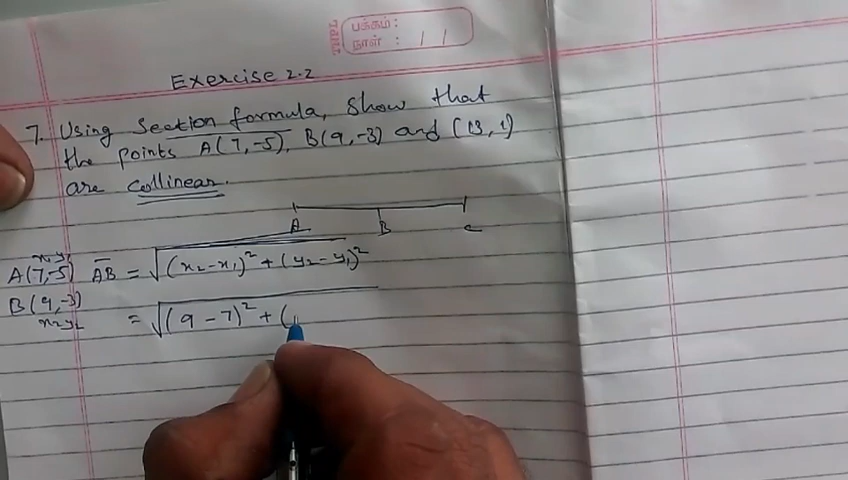 THPL
பக்கம் :
நாள் : / /
Exercise 2.2
7. Using Section formula, Show that
the points A(7,-5), B(9,-3) and (13,1)
are collinear.
A B C
x₁ y₁
A(7,-5) AB = √(x₂-x₁)² + (y₂-y₁)²
B(9,-3)
x₂ y₂ = √(9-7)² + (